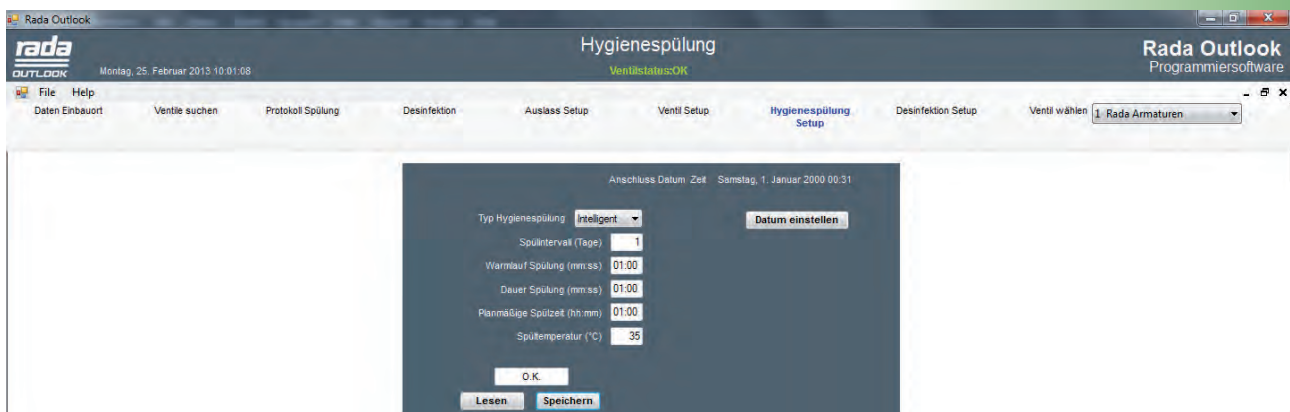 Rada Outlook
rada
OUTLOOK
Montag, 25. Februar 2013 10:01:08
Hygienespülung
Ventilstatus:OK
Rada Outlook
Programmiersoftware
File Help
Daten Einbauort Ventile suchen Protokoll Spülung Desinfektion Auslass Setup Ventil Setup Hygienespülung Setup Desinfektion Setup Ventil wählen 1 Rada Armaturen
Anschluss Datum Zeit Samstag, 1. Januar 2000 00:31
Typ Hygienespülung Intelligent Datum einstellen
Spülintervall (Tage) 1
Warmlauf Spülung (mm:ss) 01:00
Dauer Spülung (mm:ss) 01:00
Planmäßige Spülzeit (hh:mm) 01:00
Spültemperatur (°C) 35
O.K.
Lesen Speichern